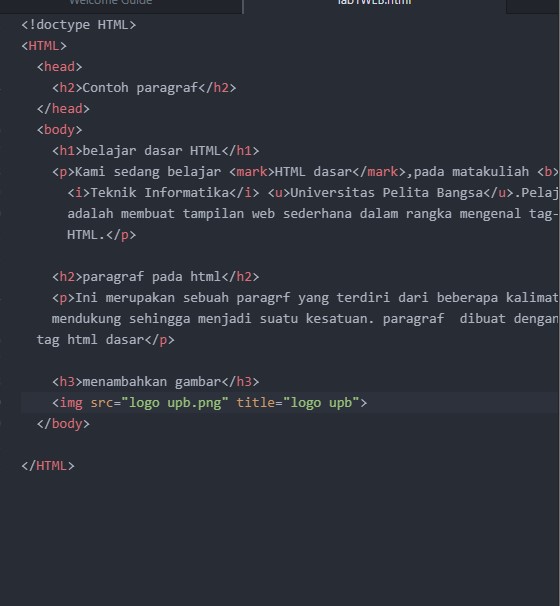 Welcome Guide
lab1WEB.html
<!doctype HTML>
<HTML>
<head>
<h2>Contoh paragraf</h2>
</head>
<body>
<h1>belajar dasar HTML</h1>
<p>Kami sedang belajar <mark>HTML dasar</mark>,pada matakuliah <b>
<i>Teknik Informatika</i> <u>Universitas Pelita Bangsa</u>.Pelaj
adalah membuat tampilan web sederhana dalam rangka mengenal tag-
HTML.</p>
<h2>paragraf pada html</h2>
<p>Ini merupakan sebuah paragrf yang terdiri dari beberapa kalimat
mendukung sehingga menjadi suatu kesatuan. paragraf  dibuat dengan
tag html dasar</p>
<h3>menambahkan gambar</h3>
<img src="logo upb.png" title="logo upb">
</body>
</HTML>